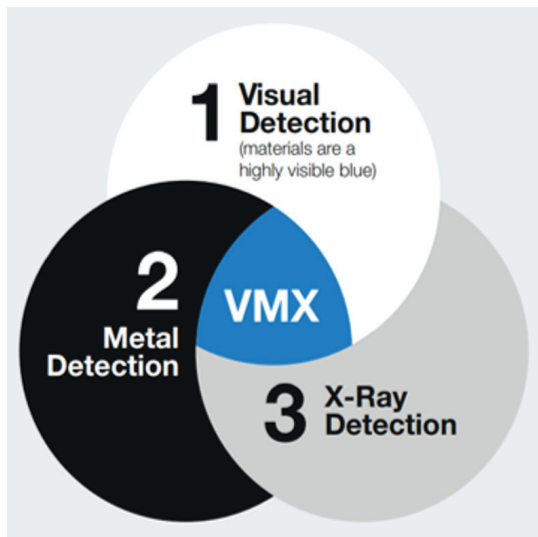 1 Visual
Detection
(materials are a
highly visible blue)
2
Metal
Detection
VMX
3 X-Ray
Detection